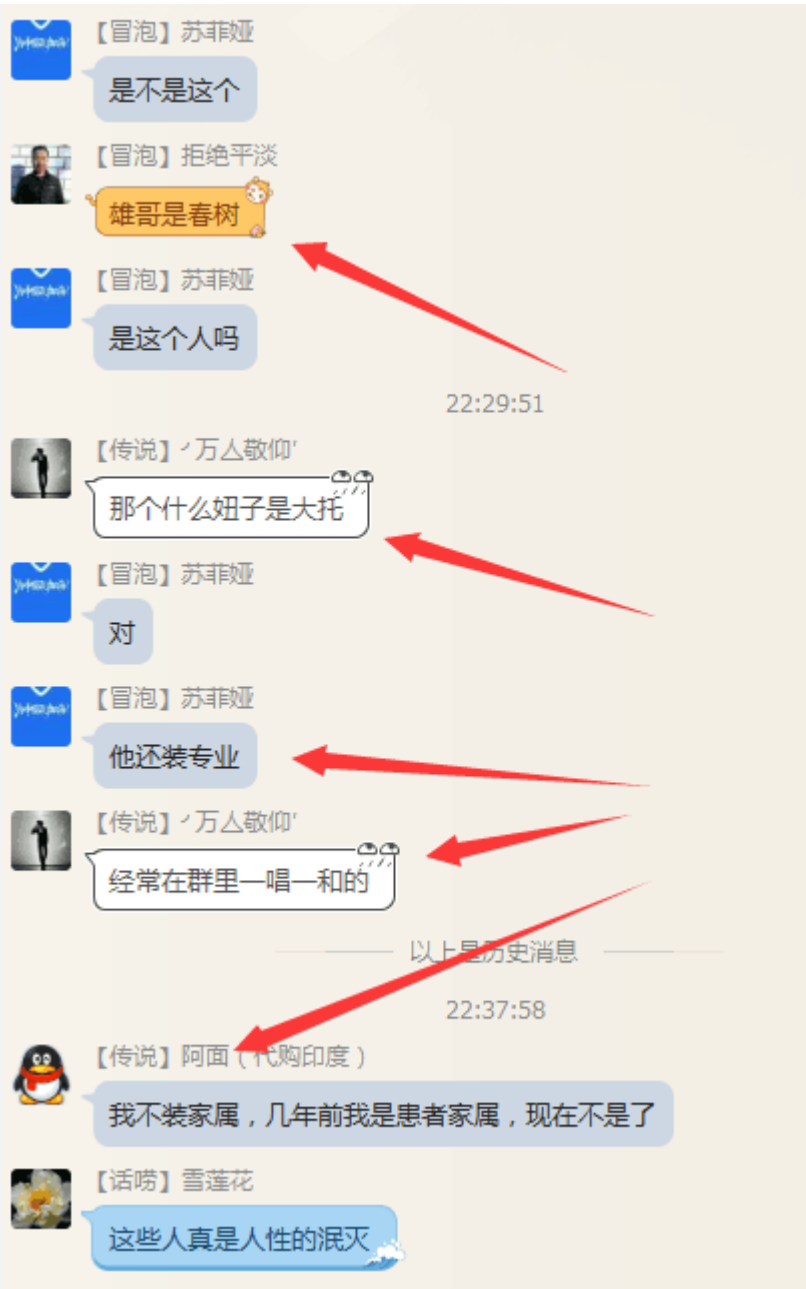 【冒泡】苏菲娅
是不是这个
【冒泡】拒绝平淡
雄哥是春树
【冒泡】苏菲娅
是这个人吗
22:29:51
【传说】╯万亼敬仰′
那个什么妞子是大托
【冒泡】苏菲娅
对
【冒泡】苏菲娅
他还装专业
【传说】╯万亼敬仰′
经常在群里一唱一和的
以上是历史消息
22:37:58
【传说】阿面（代购印度）
我不装家属，几年前我是患者家属，现在不是了
【话唠】雪莲花
这些人真是人性的泯灭